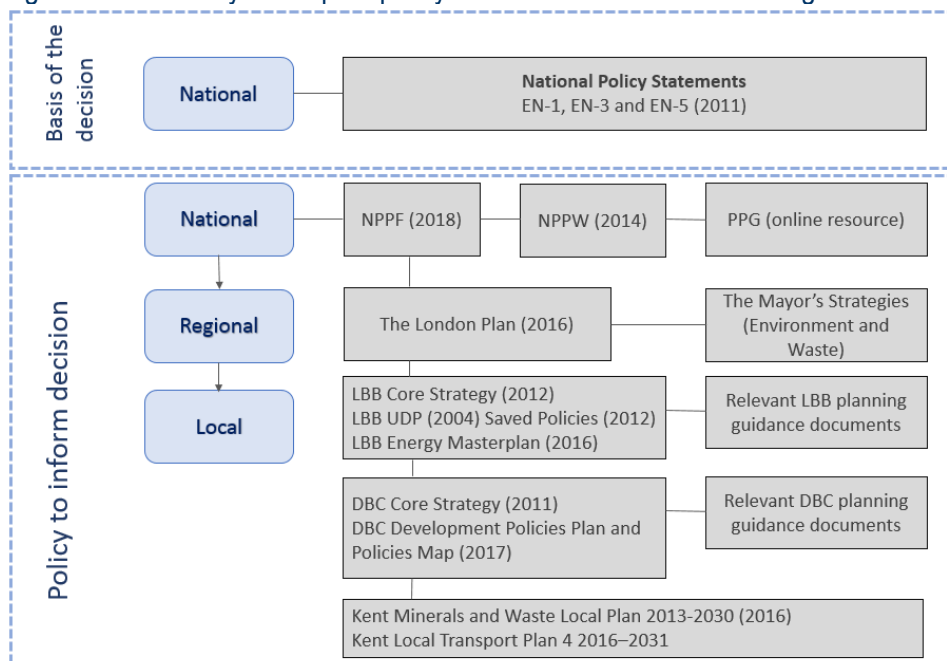 Basis of the
decision
National
National Policy Statements
EN-1, EN-3 and EN-5 (2011)
Policy to inform decision
National
NPPF (2018)
NPPW (2014)
PPG (online resource)
Regional
The London Plan (2016)
The Mayor’s Strategies
(Environment and
Waste)
Local
LBB Core Strategy (2012)
LBB UDP (2004) Saved Policies (2012)
LBB Energy Masterplan (2016)
Relevant LBB planning
guidance documents
DBC Core Strategy (2011)
DBC Development Policies Plan and
Policies Map (2017)
Relevant DBC planning
guidance documents
Kent Minerals and Waste Local Plan 2013-2030 (2016)
Kent Local Transport Plan 4 2016–2031